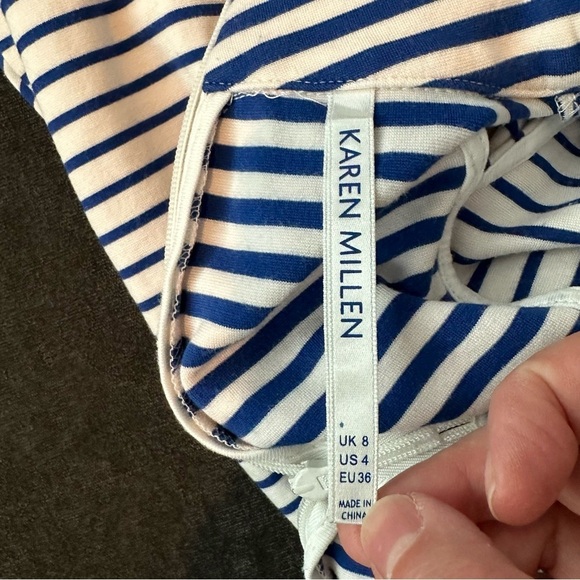 KAREN MILLEN
UK 8
US 4
EU 36
MADE IN
CHINA